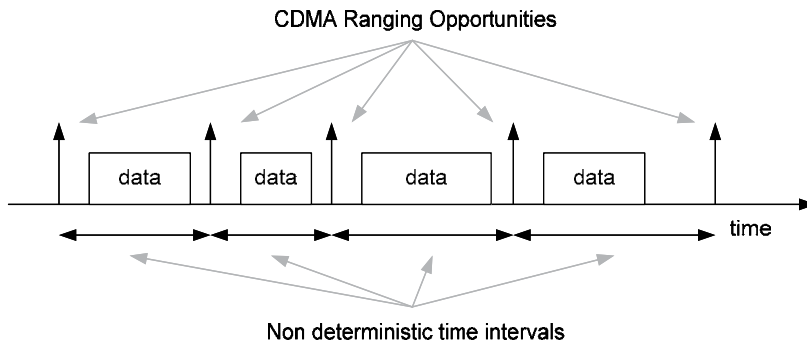 CDMA Ranging Opportunities
data data data data
time
Non deterministic time intervals